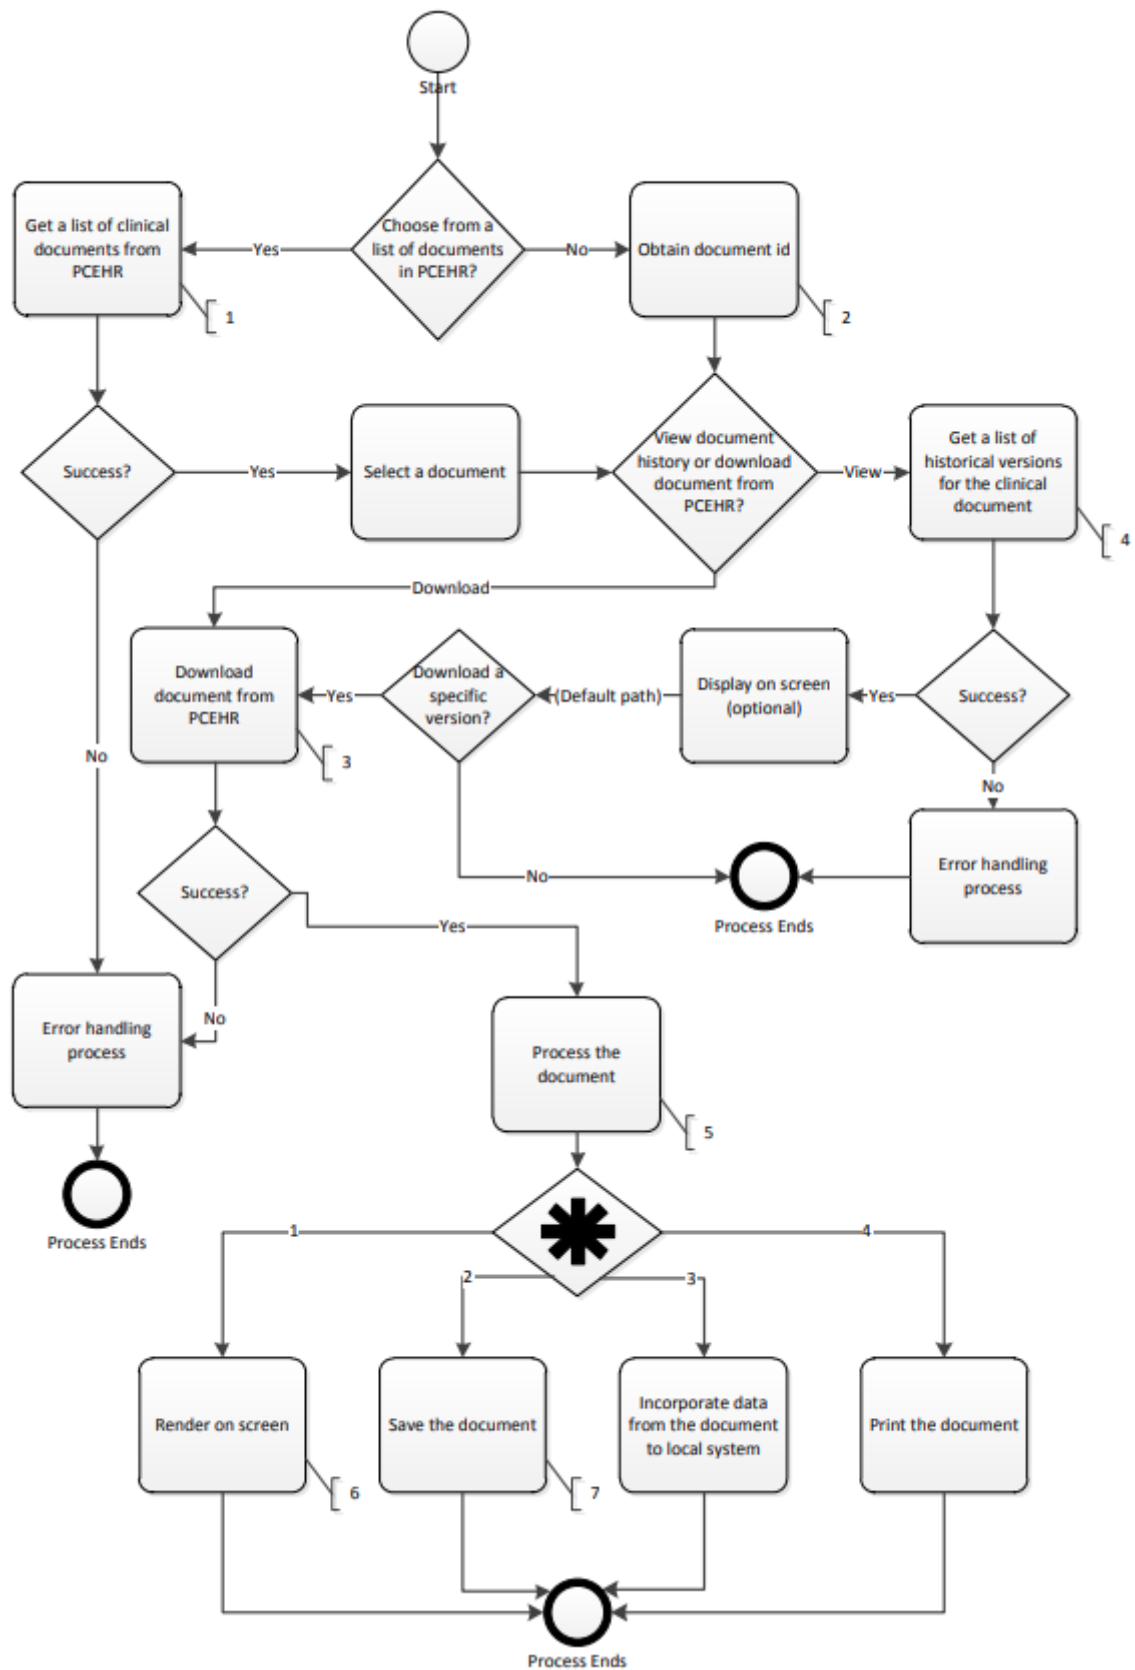 Start
Get a list of clinical
documents from
PCEHR
1
Yes
Choose from a
list of documents
in PCEHR?
No
Obtain document id
2
Success?
Yes
Select a document
View document
history or download
document from
PCEHR?
View
Get a list of
historical versions
for the clinical
document
4
Download
No
Download
document from
PCEHR
3
Yes
Download a
specific
version?
(Default path)
Display on screen
(optional)
Yes
Success?
No
Success?
Yes
No
Process Ends
Error handling
process
No
Error handling
process
Process Ends
Process the
document
5
1
2
3
4
Render on screen
6
Save the document
7
Incorporate data
from the document
to local system
Print the document
Process Ends